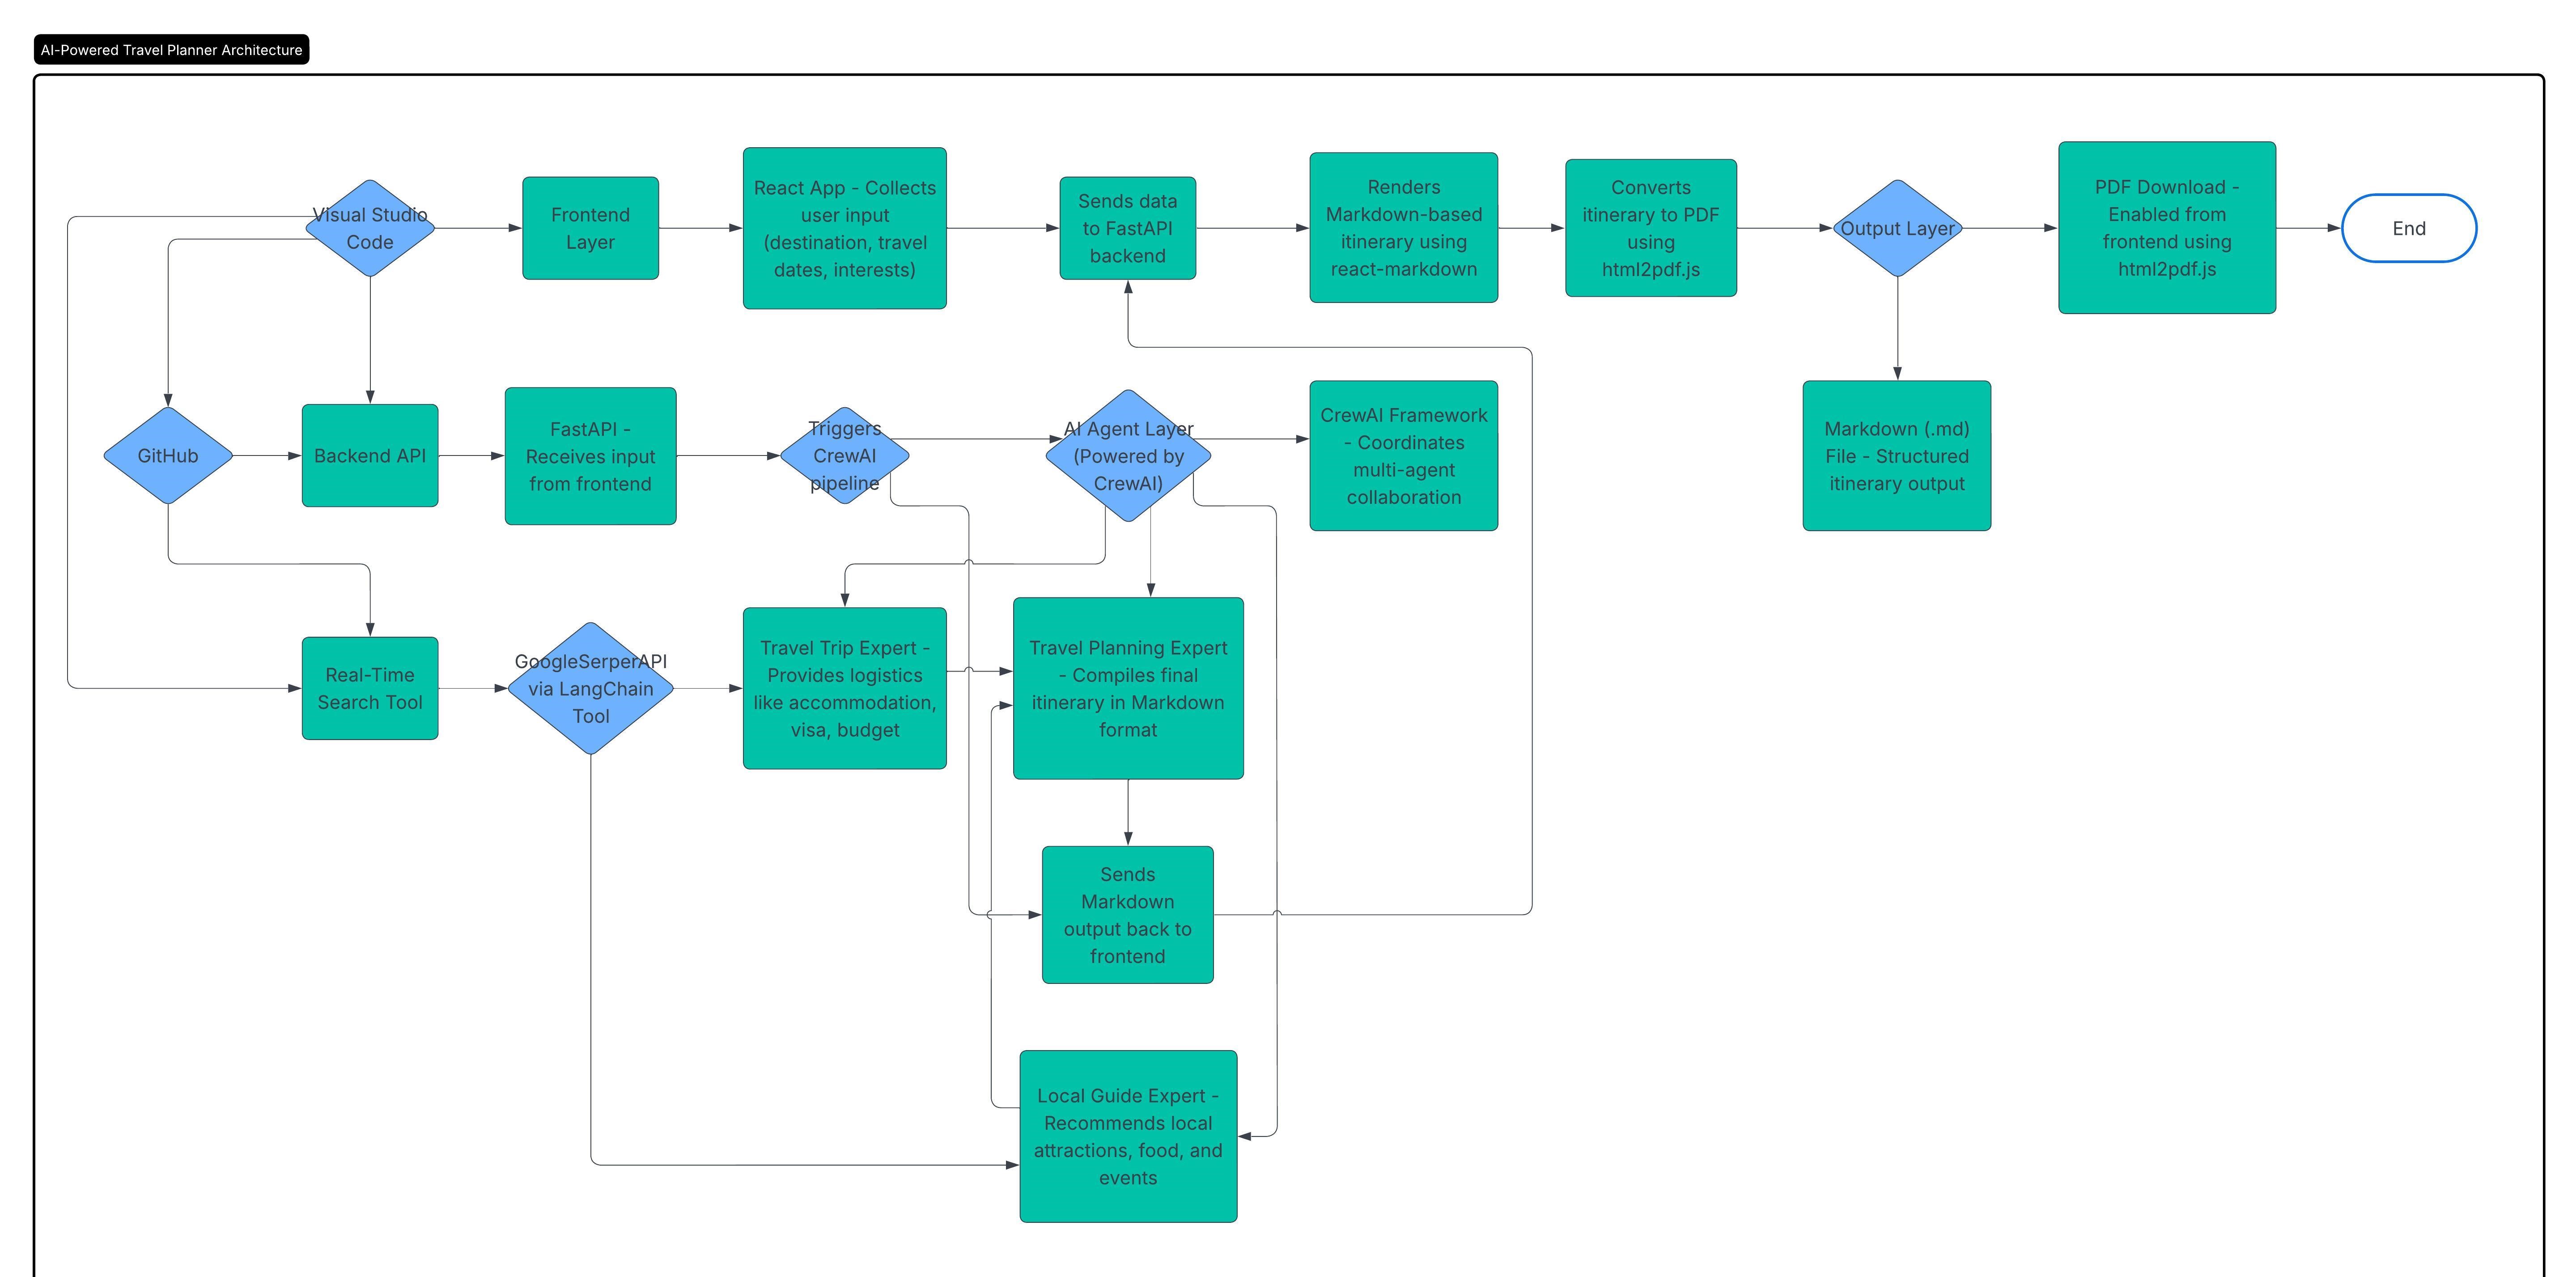 AI-Powered Travel Planner Architecture
Visual Studio
Code
Frontend
Layer
React App - Collects
user input
(destination, travel
dates, interests)
Sends data
to FastAPI
backend
Renders
Markdown-based
itinerary using
react-markdown
Converts
itinerary to PDF
using
html2pdf.js
Output Layer
PDF Download -
Enabled from
frontend using
html2pdf.js
End
GitHub
Backend API
FastAPI -
Receives input
from frontend
Triggers
CrewAI
pipeline
AI Agent Layer
(Powered by
CrewAI)
CrewAI Framework
- Coordinates
multi-agent
collaboration
Markdown (.md)
File - Structured
itinerary output
Real-Time
Search Tool
GoogleSerperAPI
via LangChain
Tool
Travel Trip Expert -
Provides logistics
like accommodation,
visa, budget
Travel Planning Expert
- Compiles final
itinerary in Markdown
format
Sends
Markdown
output back to
frontend
Local Guide Expert -
Recommends local
attractions, food, and
events